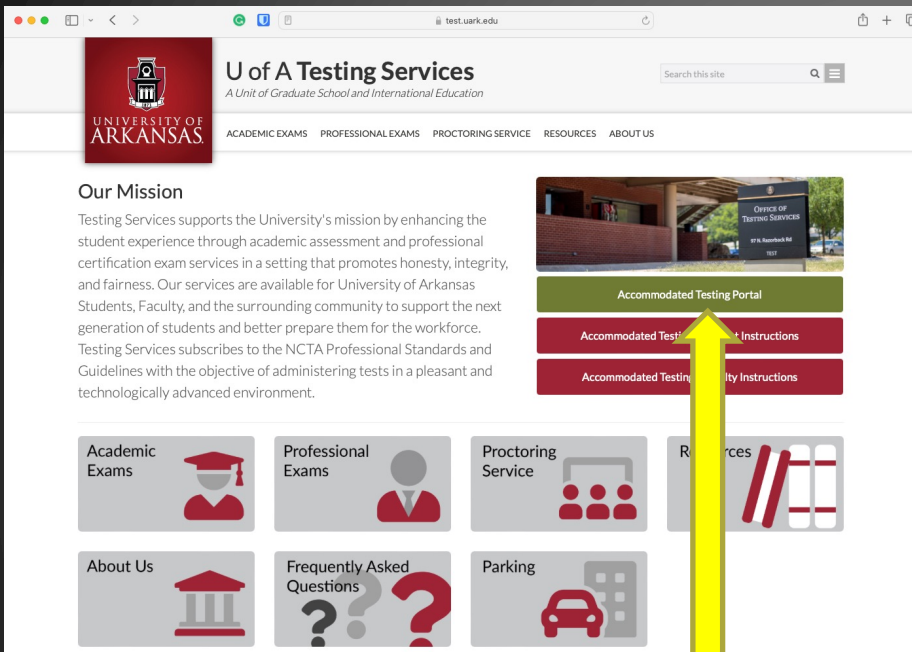 test.uark.edu
UNIVERSITY OF
ARKANSAS
1871
U of A Testing Services
A Unit of Graduate School and International Education
Search this site
ACADEMIC EXAMS PROFESSIONAL EXAMS PROCTORING SERVICE RESOURCES ABOUT US
Our Mission
Testing Services supports the University's mission by enhancing the
student experience through academic assessment and professional
certification exam services in a setting that promotes honesty, integrity,
and fairness. Our services are available for University of Arkansas
Students, Faculty, and the surrounding community to support the next
generation of students and better prepare them for the workforce.
Testing Services subscribes to the NCTA Professional Standards and
Guidelines with the objective of administering tests in a pleasant and
technologically advanced environment.
OFFICE OF
TESTING SERVICES
97 N. Razorback Rd
TEST
Accommodated Testing Portal
Accommodated Instructions
Accommodated Testing Instructions
Academic
Exams
Professional
Exams
Proctoring
Service
About Us
Frequently Asked
Questions
Parking